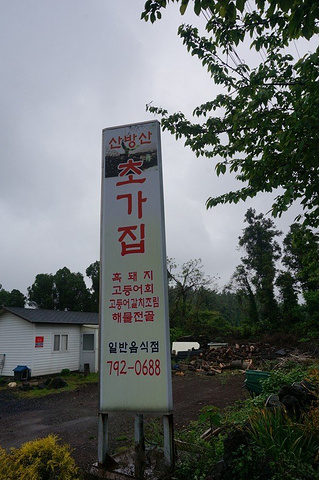 산방산
초가집
흑돼지
고등어회
고등어갈치조림
해물전골
일반음식점
792-0688